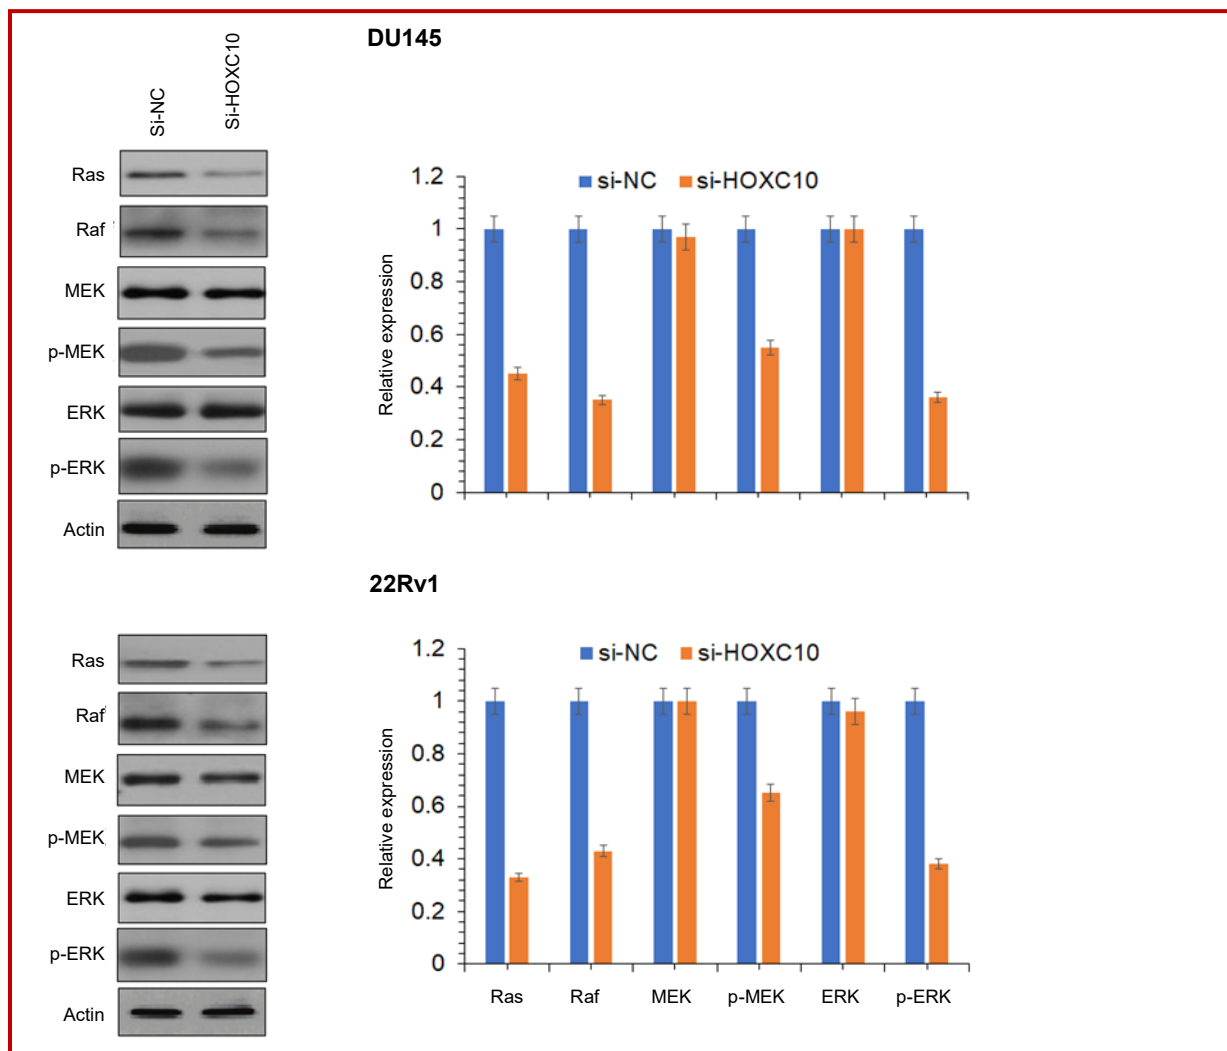 DU145
Si-NC
Si-HOXC10
Ras
Raf
MEK
p-MEK
ERK
p-ERK
Actin
si-NC si-HOXC10
Relative expression
1.2
1
0.8
0.6
0.4
0.2
0
22Rv1
Ras
Raf
MEK
p-MEK
ERK
p-ERK
Actin
si-NC si-HOXC10
Relative expression
1.2
1
0.8
0.6
0.4
0.2
0
Ras Raf MEK p-MEK ERK p-ERK